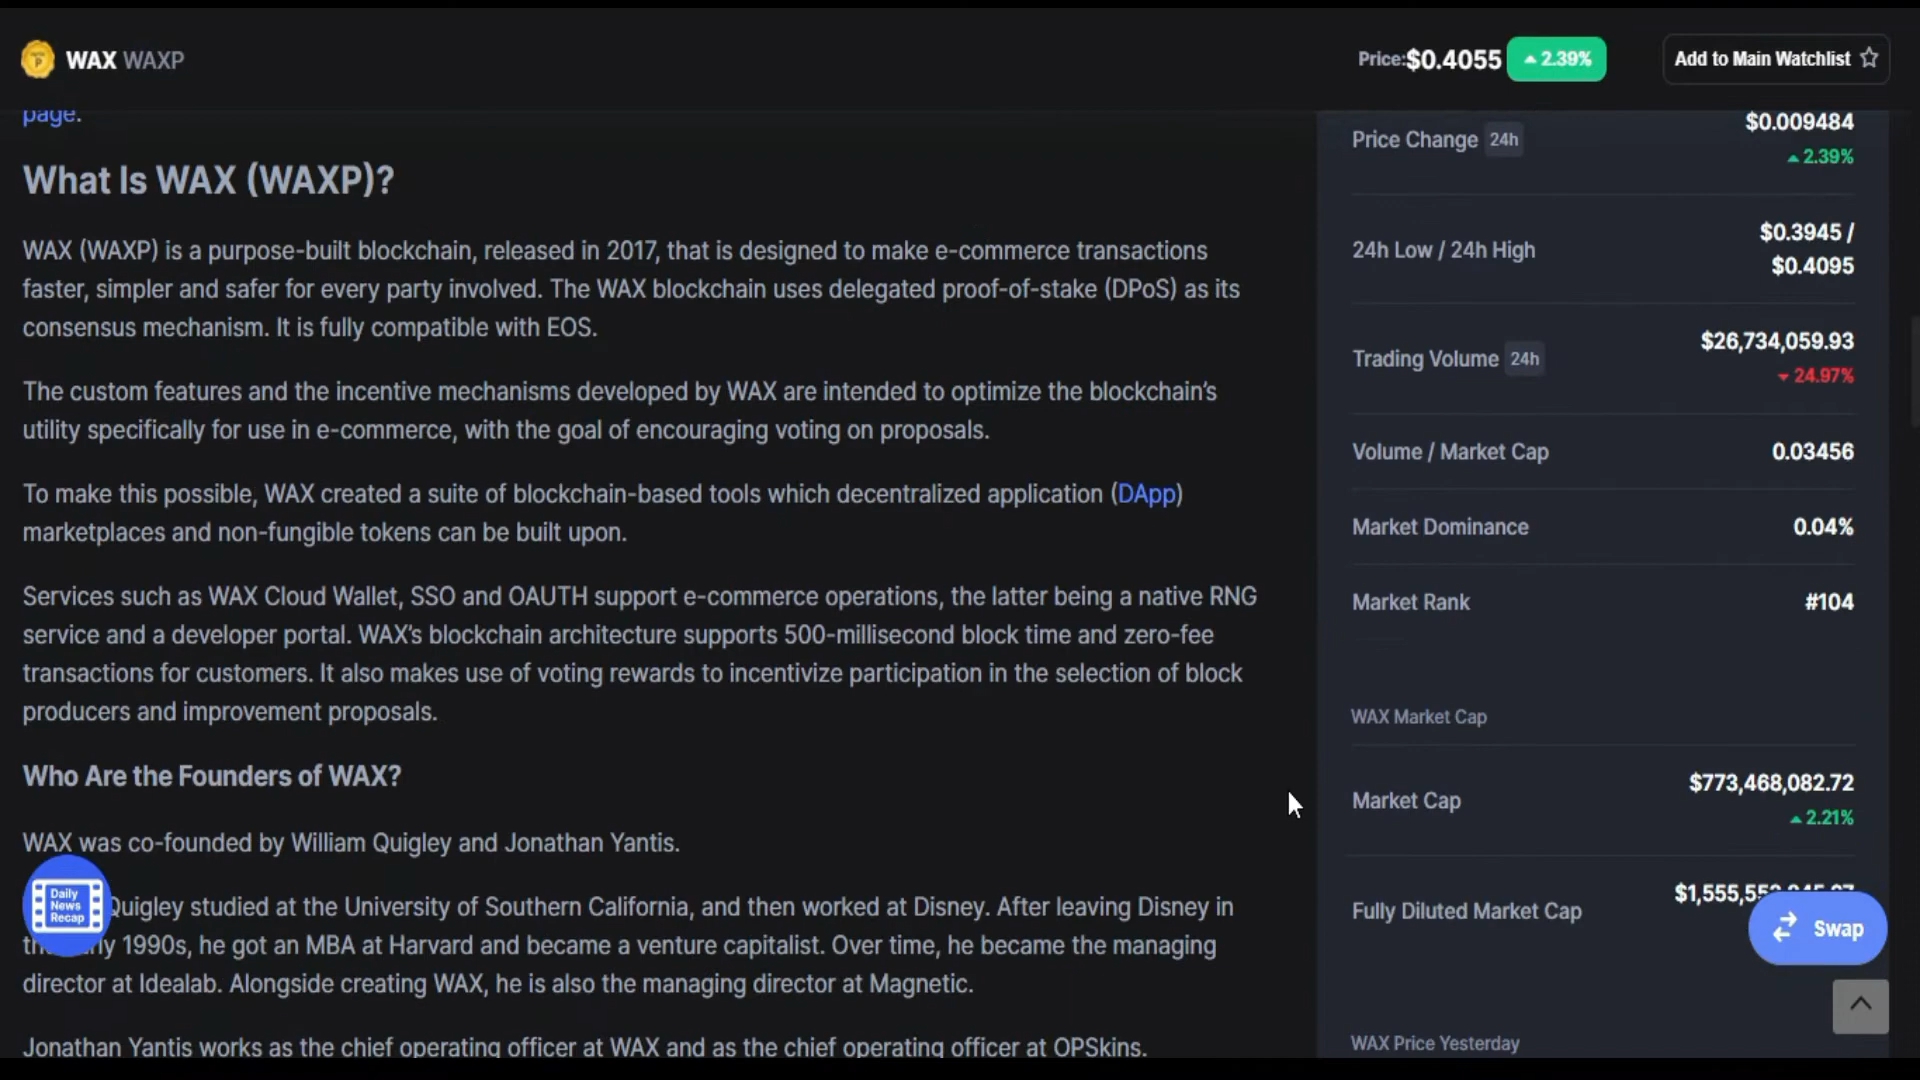 WAX WAXP
Price:$0.4055 2.39%
Add to Main Watchlist
page.
What Is WAX (WAXP)?
WAX (WAXP) is a purpose-built blockchain, released in 2017, that is designed to make e-commerce transactions
faster, simpler and safer for every party involved. The WAX blockchain uses delegated proof-of-stake (DPoS) as its
consensus mechanism. It is fully compatible with EOS.
The custom features and the incentive mechanisms developed by WAX are intended to optimize the blockchain’s
utility specifically for use in e-commerce, with the goal of encouraging voting on proposals.
To make this possible, WAX created a suite of blockchain-based tools which decentralized application (DApp)
marketplaces and non-fungible tokens can be built upon.
Services such as WAX Cloud Wallet, SSO and OAUTH support e-commerce operations, the latter being a native RNG
service and a developer portal. WAX’s blockchain architecture supports 500-millisecond block time and zero-fee
transactions for customers. It also makes use of voting rewards to incentivize participation in the selection of block
producers and improvement proposals.
Who Are the Founders of WAX?
WAX was co-founded by William Quigley and Jonathan Yantis.
Quigley studied at the University of Southern California, and then worked at Disney. After leaving Disney in
1990s, he got an MBA at Harvard and became a venture capitalist. Over time, he became the managing
director at Idealab. Alongside creating WAX, he is also the managing director at Magnetic.
Jonathan Yantis works as the chief operating officer at WAX and as the chief operating officer at OPSkins.
Daily
News
Recap
Price Change 24h
$0.009484
2.39%
24h Low / 24h High
$0.3945 /
$0.4095
Trading Volume 24h
$26,734,059.93
24.97%
Volume / Market Cap
0.03456
Market Dominance
0.04%
Market Rank
#104
WAX Market Cap
Market Cap
$773,468,082.72
2.21%
Fully Diluted Market Cap
Swap
WAX Price Yesterday